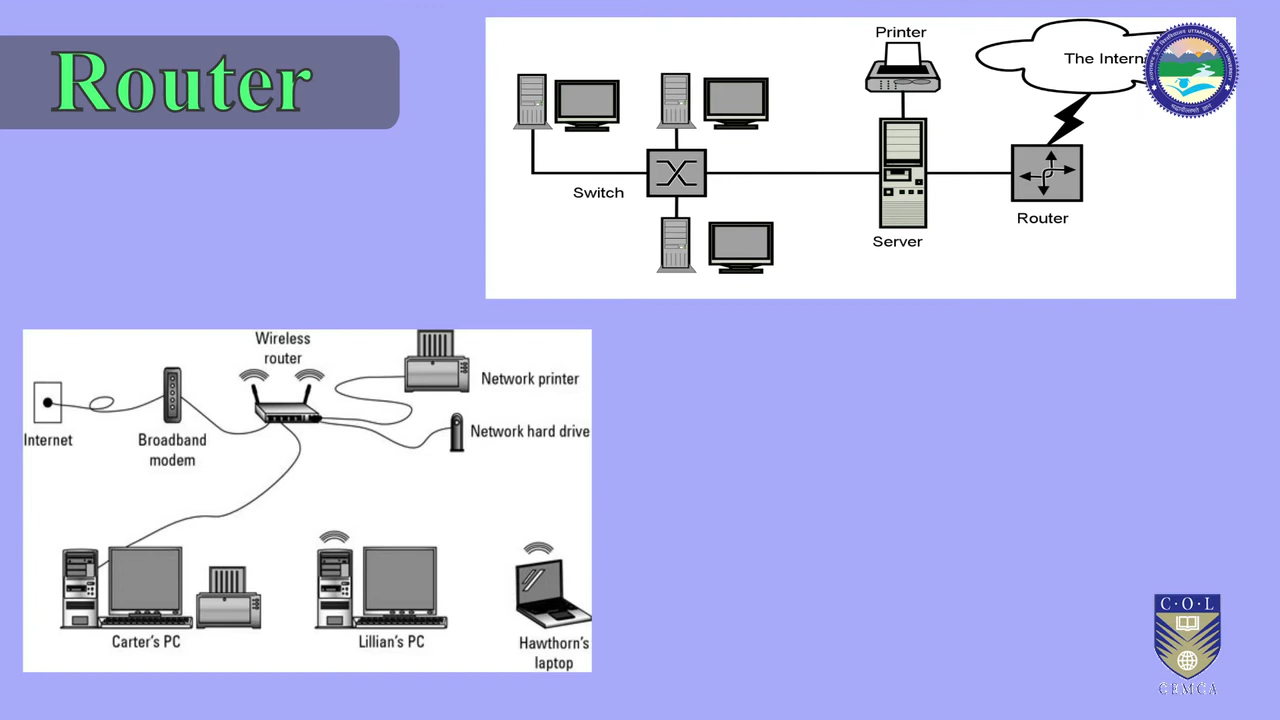 Router
Printer
The Intern
Switch
Server
Router
Wireless
router
Network printer
Network hard drive
Internet
Broadband
modem
Carter's PC
Lillian's PC
Hawthorn's
laptop
C·O·L
CEMCA